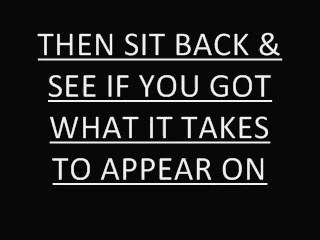 THEN SIT BACK &
SEE IF YOU GOT
WHAT IT TAKES
TO APPEAR ON